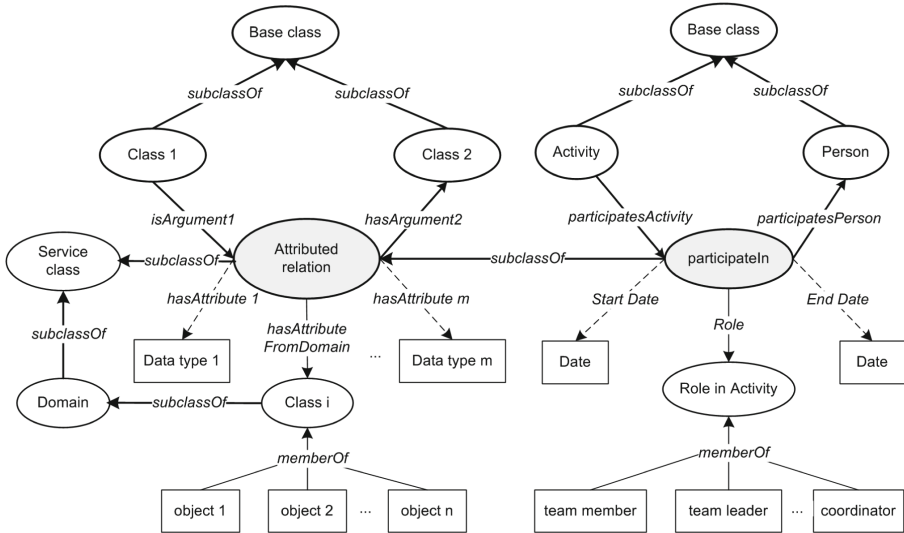 Base class
Base class
subclassOf
subclassOf
subclassOf
subclassOf
Class 1
Class 2
Activity
Person
isArgument1
hasArgument2
participatesActivity
participatesPerson
Service
class
subclassOf
Attributed
relation
subclassOf
participateIn
hasAttribute 1
hasAttribute m
Start Date
End Date
subclassOf
hasAttribute
FromDomain
Role
Data type 1
...
Data type m
Date
Date
Domain
subclassOf
Class i
Role in Activity
memberOf
memberOf
object 1
object 2
...
object n
team member
team leader
...
coordinator